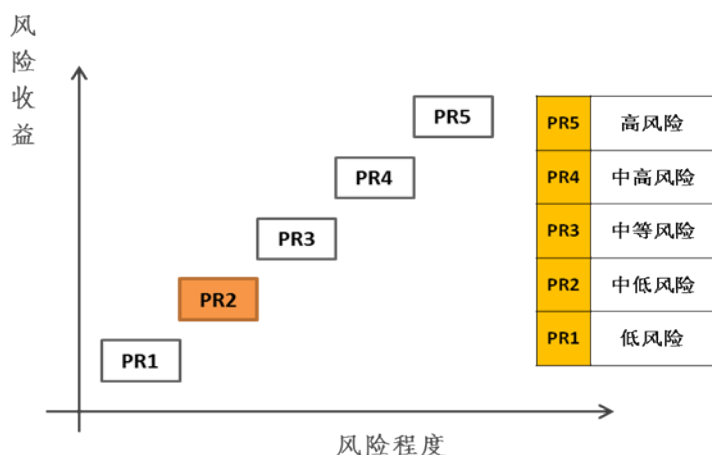 风险收益
PR5
PR4
PR3
PR2
PR1
风险程度
PR5 高风险
PR4 中高风险
PR3 中等风险
PR2 中低风险
PR1 低风险